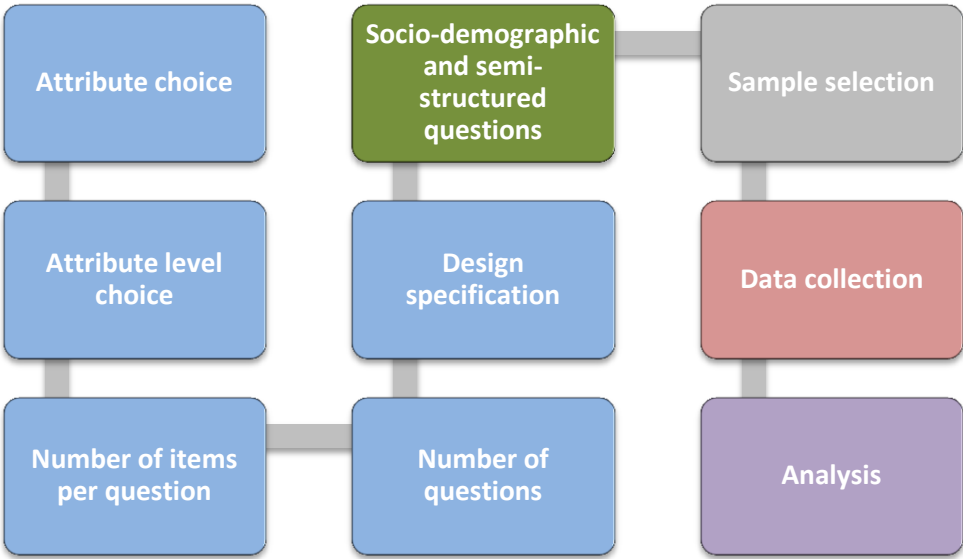 Attribute choice
Attribute level
choice
Number of items
per question
Number of
questions
Design
specification
Socio-demographic
and semi-
structured
questions
Sample selection
Data collection
Analysis